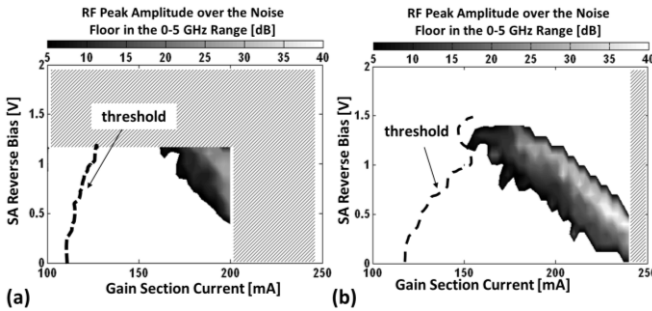 RF Peak Amplitude over the Noise
Floor in the 0-5 GHz Range [dB]
5 10 15 20 25 30 35 40
2
1.5
1
0.5
0
SA Reverse Bias [V]
threshold
100 150 200 250
Gain Section Current [mA]
(a)
RF Peak Amplitude over the Noise
Floor in the 0-5 GHz Range [dB]
5 10 15 20 25 30 35 40
2
1.5
1
0.5
0
SA Reverse Bias [V]
threshold
100 150 200 250
Gain Section Current [mA]
(b)